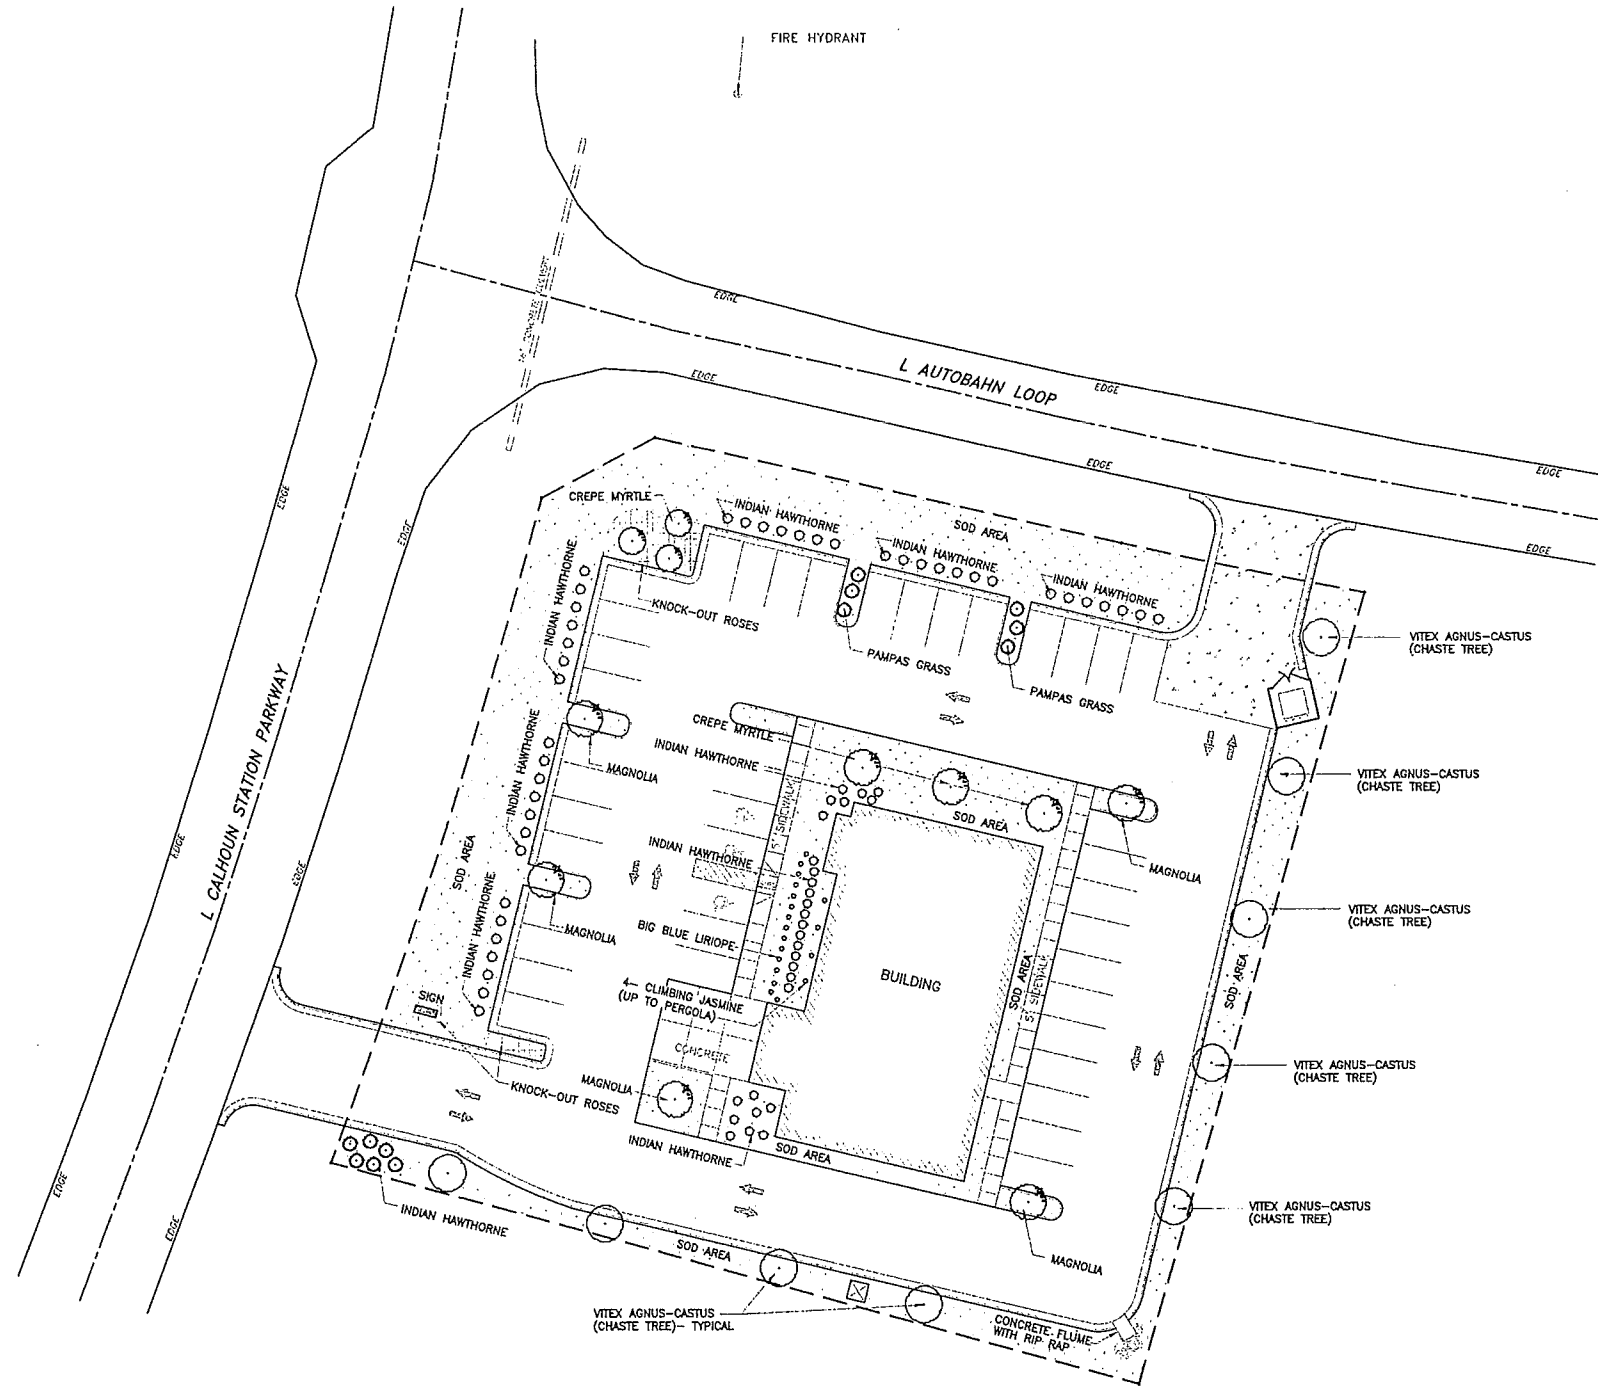 FIRE HYDRANT
EDGE
L AUTOBAHN LOOP
EDGE
EDGE
EDGE
EDGE
EDGE
EDGE
EDGE
CREPE MYRTLE
INDIAN HAWTHORNE
SOD AREA
INDIAN HAWTHORNE
INDIAN HAWTHORNE
INDIAN HAWTHORNE
KNOCK-OUT ROSES
PAMPAS GRASS
PAMPAS GRASS
VITEX AGNUS-CASTUS
(CHASTE TREE)
L CALHOUN STATION PARKWAY
CREPE MYRTLE
INDIAN HAWTHORNE
INDIAN HAWTHORNE
MAGNOLIA
5' SIDEWALK
SOD AREA
VITEX AGNUS-CASTUS
(CHASTE TREE)
EDGE
EDGE
SOD AREA
INDIAN HAWTHORNE
MAGNOLIA
INDIAN HAWTHORNE
MAGNOLIA
BIG BLUE LIRIOPE
VITEX AGNUS-CASTUS
(CHASTE TREE)
BUILDING
SOD AREA
5' SIDEWALK
SOD AREA
SIGN
4- CLIMBING JASMINE
(UP TO PERGOLA)
CONCRETE
MAGNOLIA
KNOCK-OUT ROSES
VITEX AGNUS-CASTUS
(CHASTE TREE)
INDIAN HAWTHORNE
SOD AREA
EDGE
EDGE
INDIAN HAWTHORNE
VITEX AGNUS-CASTUS
(CHASTE TREE)
SOD AREA
MAGNOLIA
VITEX AGNUS-CASTUS
(CHASTE TREE)- TYPICAL
CONCRETE FLUME
WITH RIP RAP